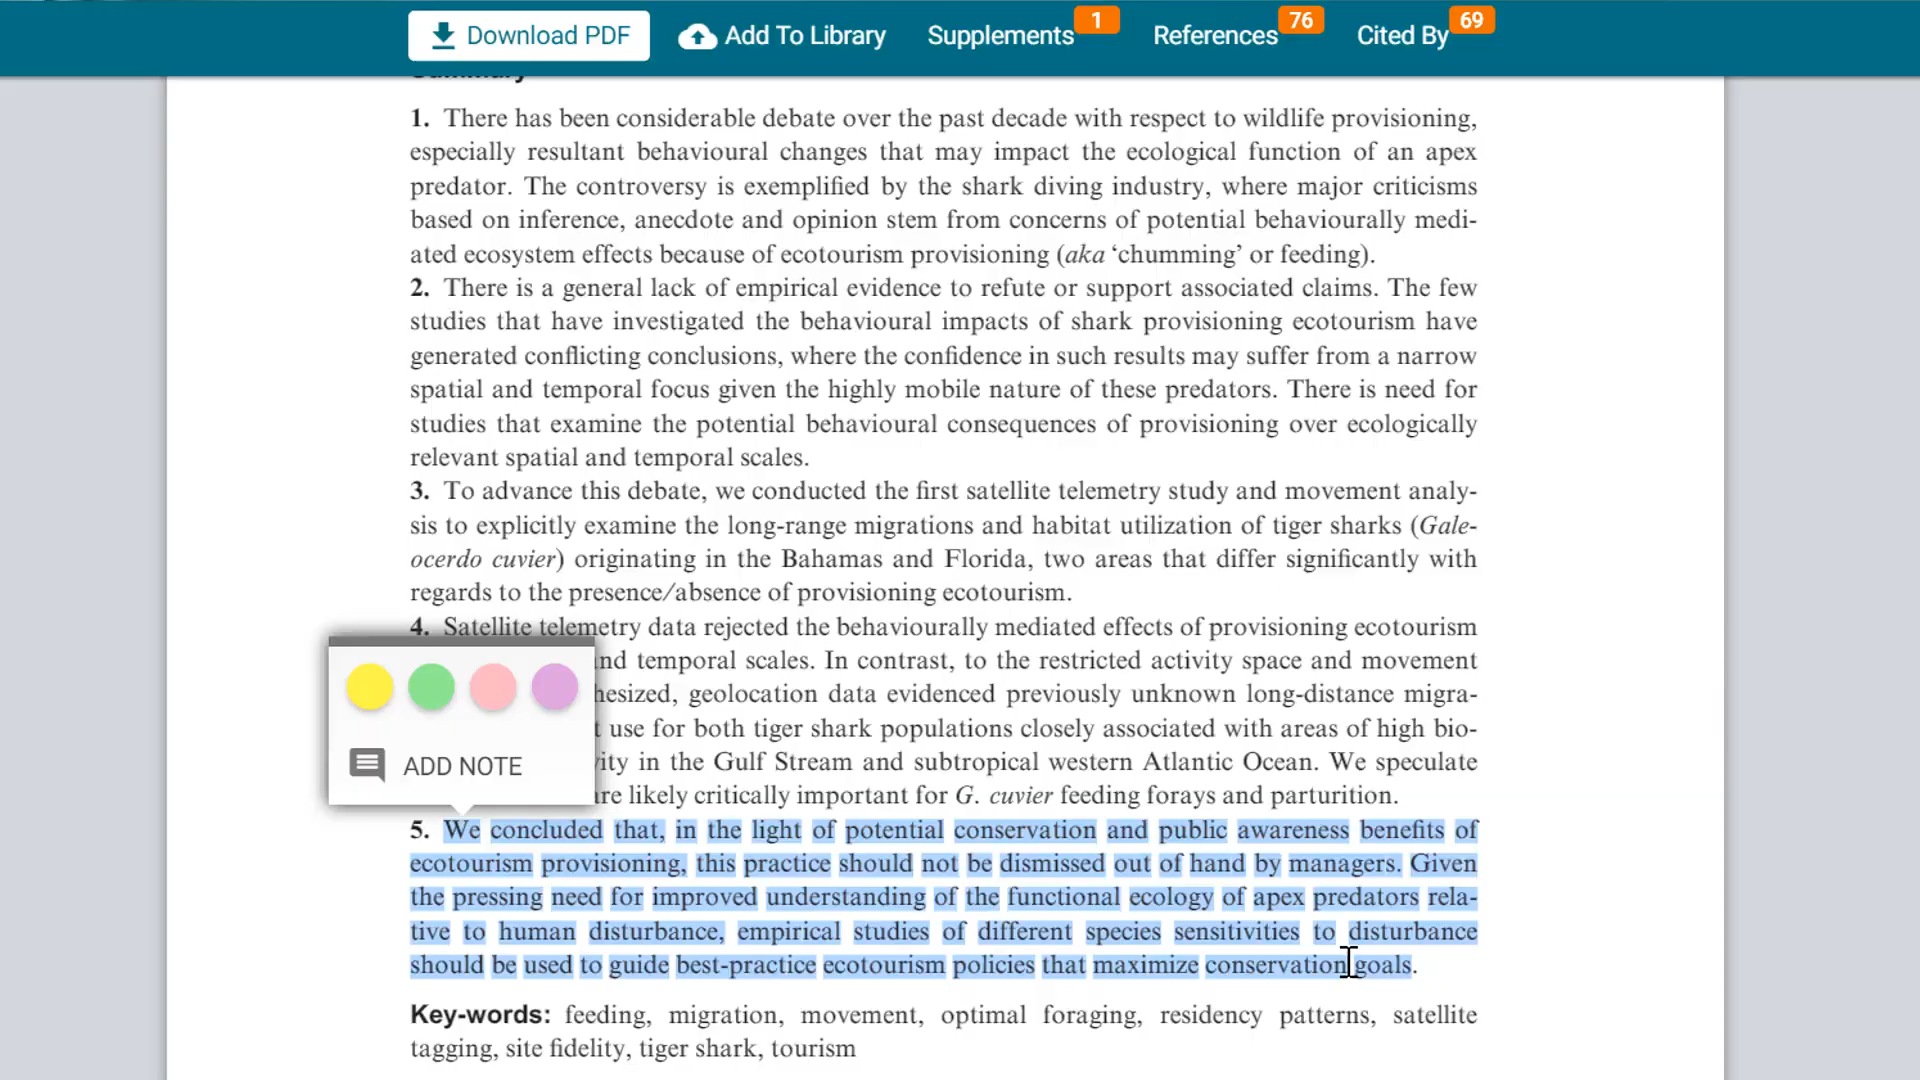 Download PDF Add To Library Supplements 1 References 76 Cited By 69
Summary
1. There has been considerable debate over the past decade with respect to wildlife provisioning,
especially resultant behavioural changes that may impact the ecological function of an apex
predator. The controversy is exemplified by the shark diving industry, where major criticisms
based on inference, anecdote and opinion stem from concerns of potential behaviourally medi-
ated ecosystem effects because of ecotourism provisioning (aka ‘chumming’ or feeding).
2. There is a general lack of empirical evidence to refute or support associated claims. The few
studies that have investigated the behavioural impacts of shark provisioning ecotourism have
generated conflicting conclusions, where the confidence in such results may suffer from a narrow
spatial and temporal focus given the highly mobile nature of these predators. There is need for
studies that examine the potential behavioural consequences of provisioning over ecologically
relevant spatial and temporal scales.
3. To advance this debate, we conducted the first satellite telemetry study and movement analy-
sis to explicitly examine the long-range migrations and habitat utilization of tiger sharks (Gale-
ocerdo cuvier) originating in the Bahamas and Florida, two areas that differ significantly with
regards to the presence/absence of provisioning ecotourism.
4. Satellite telemetry data rejected the behaviourally mediated effects of provisioning ecotourism
nd temporal scales. In contrast, to the restricted activity space and movement
hesized, geolocation data evidenced previously unknown long-distance migra-
t use for both tiger shark populations closely associated with areas of high bio-
vity in the Gulf Stream and subtropical western Atlantic Ocean. We speculate
re likely critically important for G. cuvier feeding forays and parturition.
ADD NOTE
5. We concluded that, in the light of potential conservation and public awareness benefits of
ecotourism provisioning, this practice should not be dismissed out of hand by managers. Given
the pressing need for improved understanding of the functional ecology of apex predators rela-
tive to human disturbance, empirical studies of different species sensitivities to disturbance
should be used to guide best-practice ecotourism policies that maximize conservation goals.
Key-words: feeding, migration, movement, optimal foraging, residency patterns, satellite
tagging, site fidelity, tiger shark, tourism